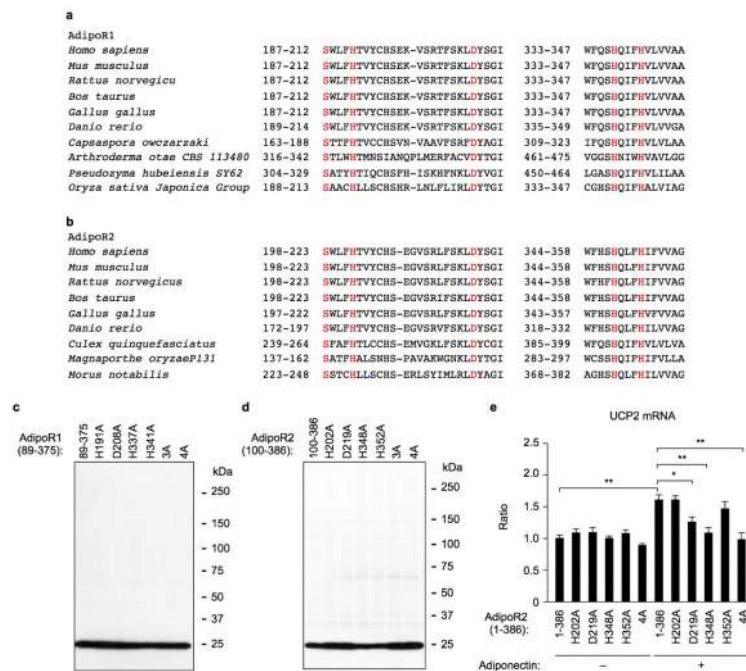 a
AdipoR1
Homo sapiens 187-212 SWLFHTVYCHSEK-VSRTFSKLDYSGI 333-347 WFQSHQIFHVLVVAA
Mus musculus 187-212 SWLFHTVYCHSEK-VSRTFSKLDYSGI 333-347 WFQSHQIFHVLVVAA
Rattus norvegicu 187-212 SWLFHTVYCHSEK-VSRTFSKLDYSGI 333-347 WFQSHQIFHVLVVAA
Bos taurus 187-212 SWLFHTVYCHSEK-VSRTFSKLDYSGI 333-347 WFQSHQIFHVLVVAA
Gallus gallus 187-212 SWLFHTVYCHSEK-VSRTFSKLDYSGI 333-347 WFQSHQIFHVLVVAA
Danio rerio 189-214 SWLFHTVYCHSEK-VSRTFSKLDYSGI 335-349 WFQSHQIFHVLVVGA
Capsaspora owczarzaki 163-188 STTFHTVCCHSVN-VAAVFSRFDYAGI 309-323 IFQSHQIFHVLVLLA
Arthroderma otae CBS 113480 316-342 STLWHTMNSIANQPLMERFACVDYTGI 461-475 VGGSHNIWHVAVLGG
Pseudozyma hubeiensis SY62 304-329 SATYHTIQCHSFH-ISKHFNKLDYVGI 450-464 LGASHQIFHVLILAA
Oryza sativa Japonica Group 188-213 SAACHLLSCHSHR-LNLFLIRLDYTGI 333-347 CGHSHQIFHALVIAG
b
AdipoR2
Homo sapiens 198-223 SWLFHTVYCHS-EGVSRLFSKLDYSGI 344-358 WFHSHQLFHIFVVAG
Mus musculus 198-223 SWLFHTVYCHS-EGVSRLFSKLDYSGI 344-358 WFHSHQLFHIFVVAG
Rattus norvegicus 198-223 SWLFHTVYCHS-EGVSRLFSKLDYSGI 344-358 WFHSHQLFHIFVVAG
Bos taurus 198-223 SWLFHTVYCHS-EGVSRIFSKLDYSGI 344-358 WFHSHQLFHIFVVAG
Gallus gallus 197-222 SWLFHTVYCHS-EGVSRLFSKLDYSGI 343-357 WFHSHQLFHVFVVAG
Danio rerio 172-197 SWLFHTVYCHS-EGVSRVFSKLDYSGI 318-332 WFHSHQLFHILVVAG
Culex quinquefasciatus 239-264 SFAFHTLCCHS-EMVGKLFSKLDYCGI 385-399 WFQSHQIFHVLVIAA
Magnaporthe oryzaeP131 137-162 SATFHALSNHS-PAVAKWGNKLDYTGI 283-297 WCSSHQIFHIFVLLA
Morus notabilis 223-248 SSTCHLLSCHS-ERLSYIMLRLDYAGI 368-382 AGHSHQLFHICVVAG
c
AdipoR1
(89-375):
89-375
H191A
D208A
H337A
H341A
3A
4A
kDa
250
150
100
75
50
37
25
d
AdipoR2
(100-386):
100-386
H202A
D219A
H348A
H352A
3A
4A
kDa
250
150
100
75
50
37
25
e
UCP2 mRNA
Ratio
2.5
2.0
1.5
1.0
0.5
0
**
**
**
*
AdipoR2
(1-386):
1-386
H202A
D219A
H348A
H352A
4A
1-386
H202A
D219A
H348A
H352A
4A
Adiponectin: – +